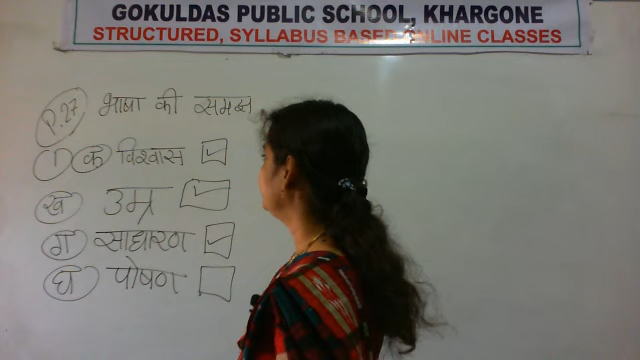 GOKULDAS PUBLIC SCHOOL, KHARGONE
STRUCTURED, SYLLABUS BASED ONLINE CLASSES
P.27 भाषा की समझ
1 क विश्वास ✓
ख उम्र ✓
ग साधारण ✓
घ पोषण